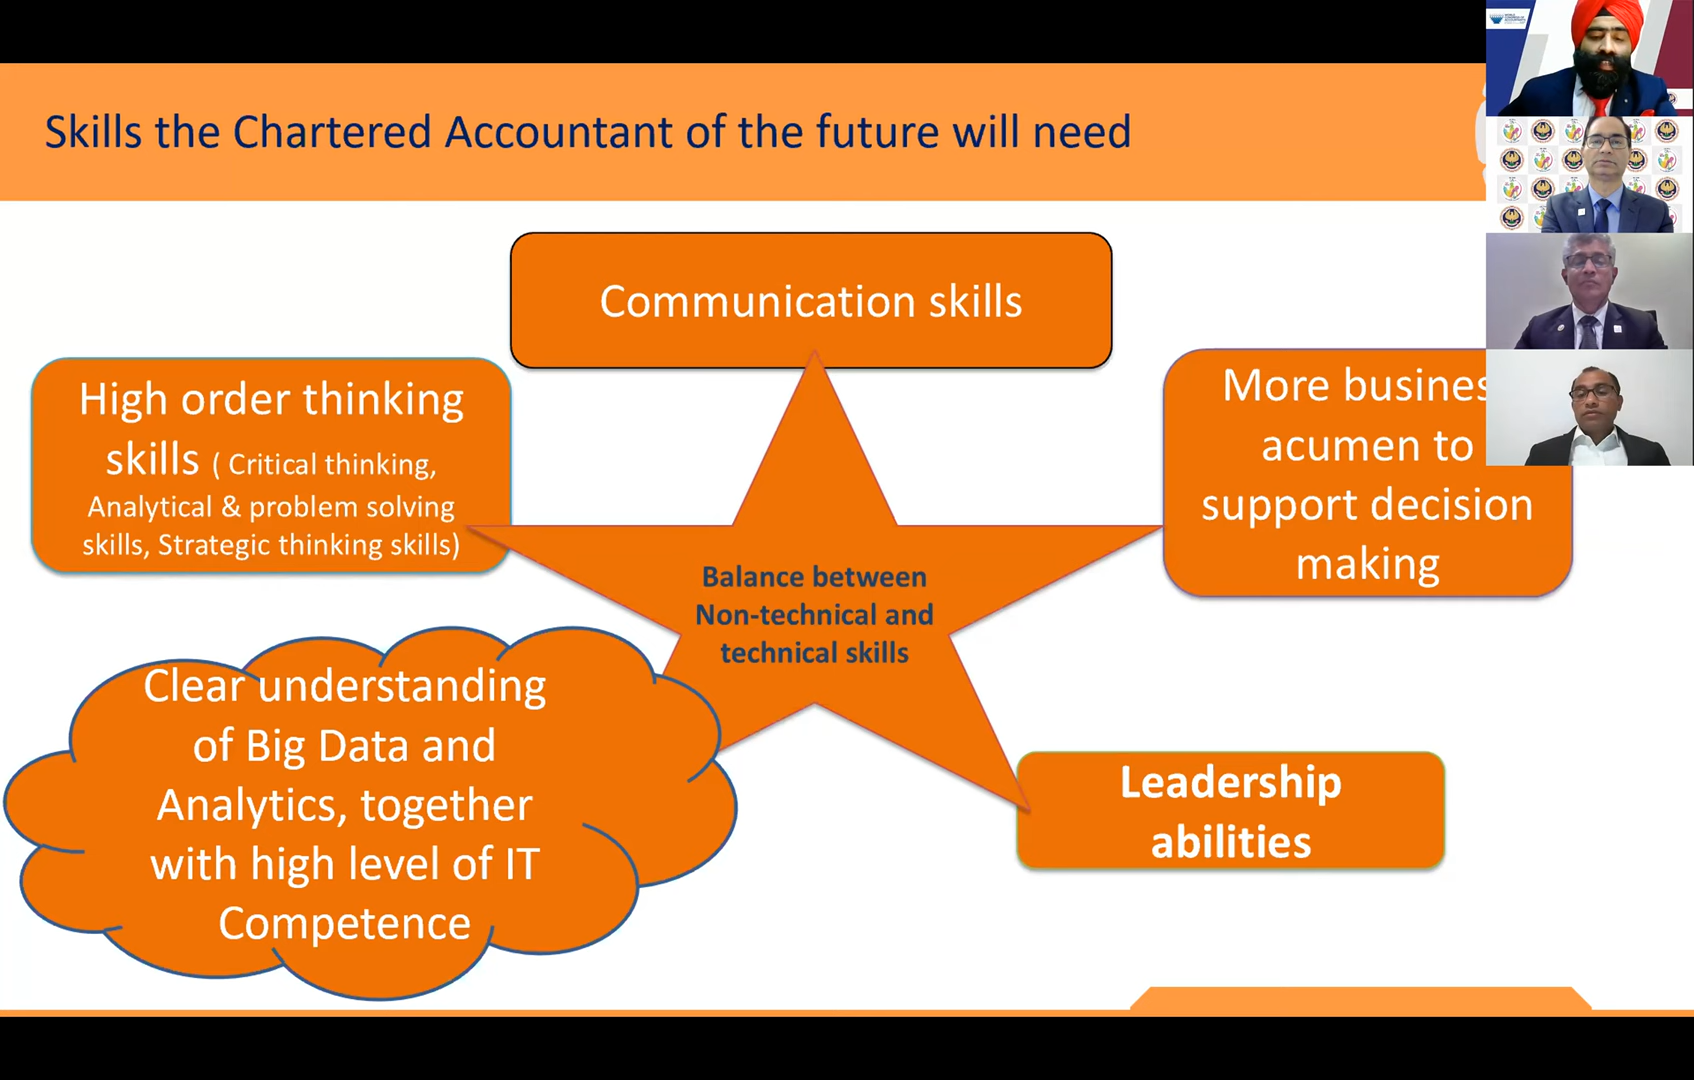 Skills the Chartered Accountant of the future will need
Communication skills
High order thinking
skills ( Critical thinking,
Analytical & problem solving
skills, Strategic thinking skills)
More busines
acumen to
support decision
making
Balance between
Non-technical and
technical skills
Clear understanding
of Big Data and
Analytics, together
with high level of IT
Competence
Leadership
abilities